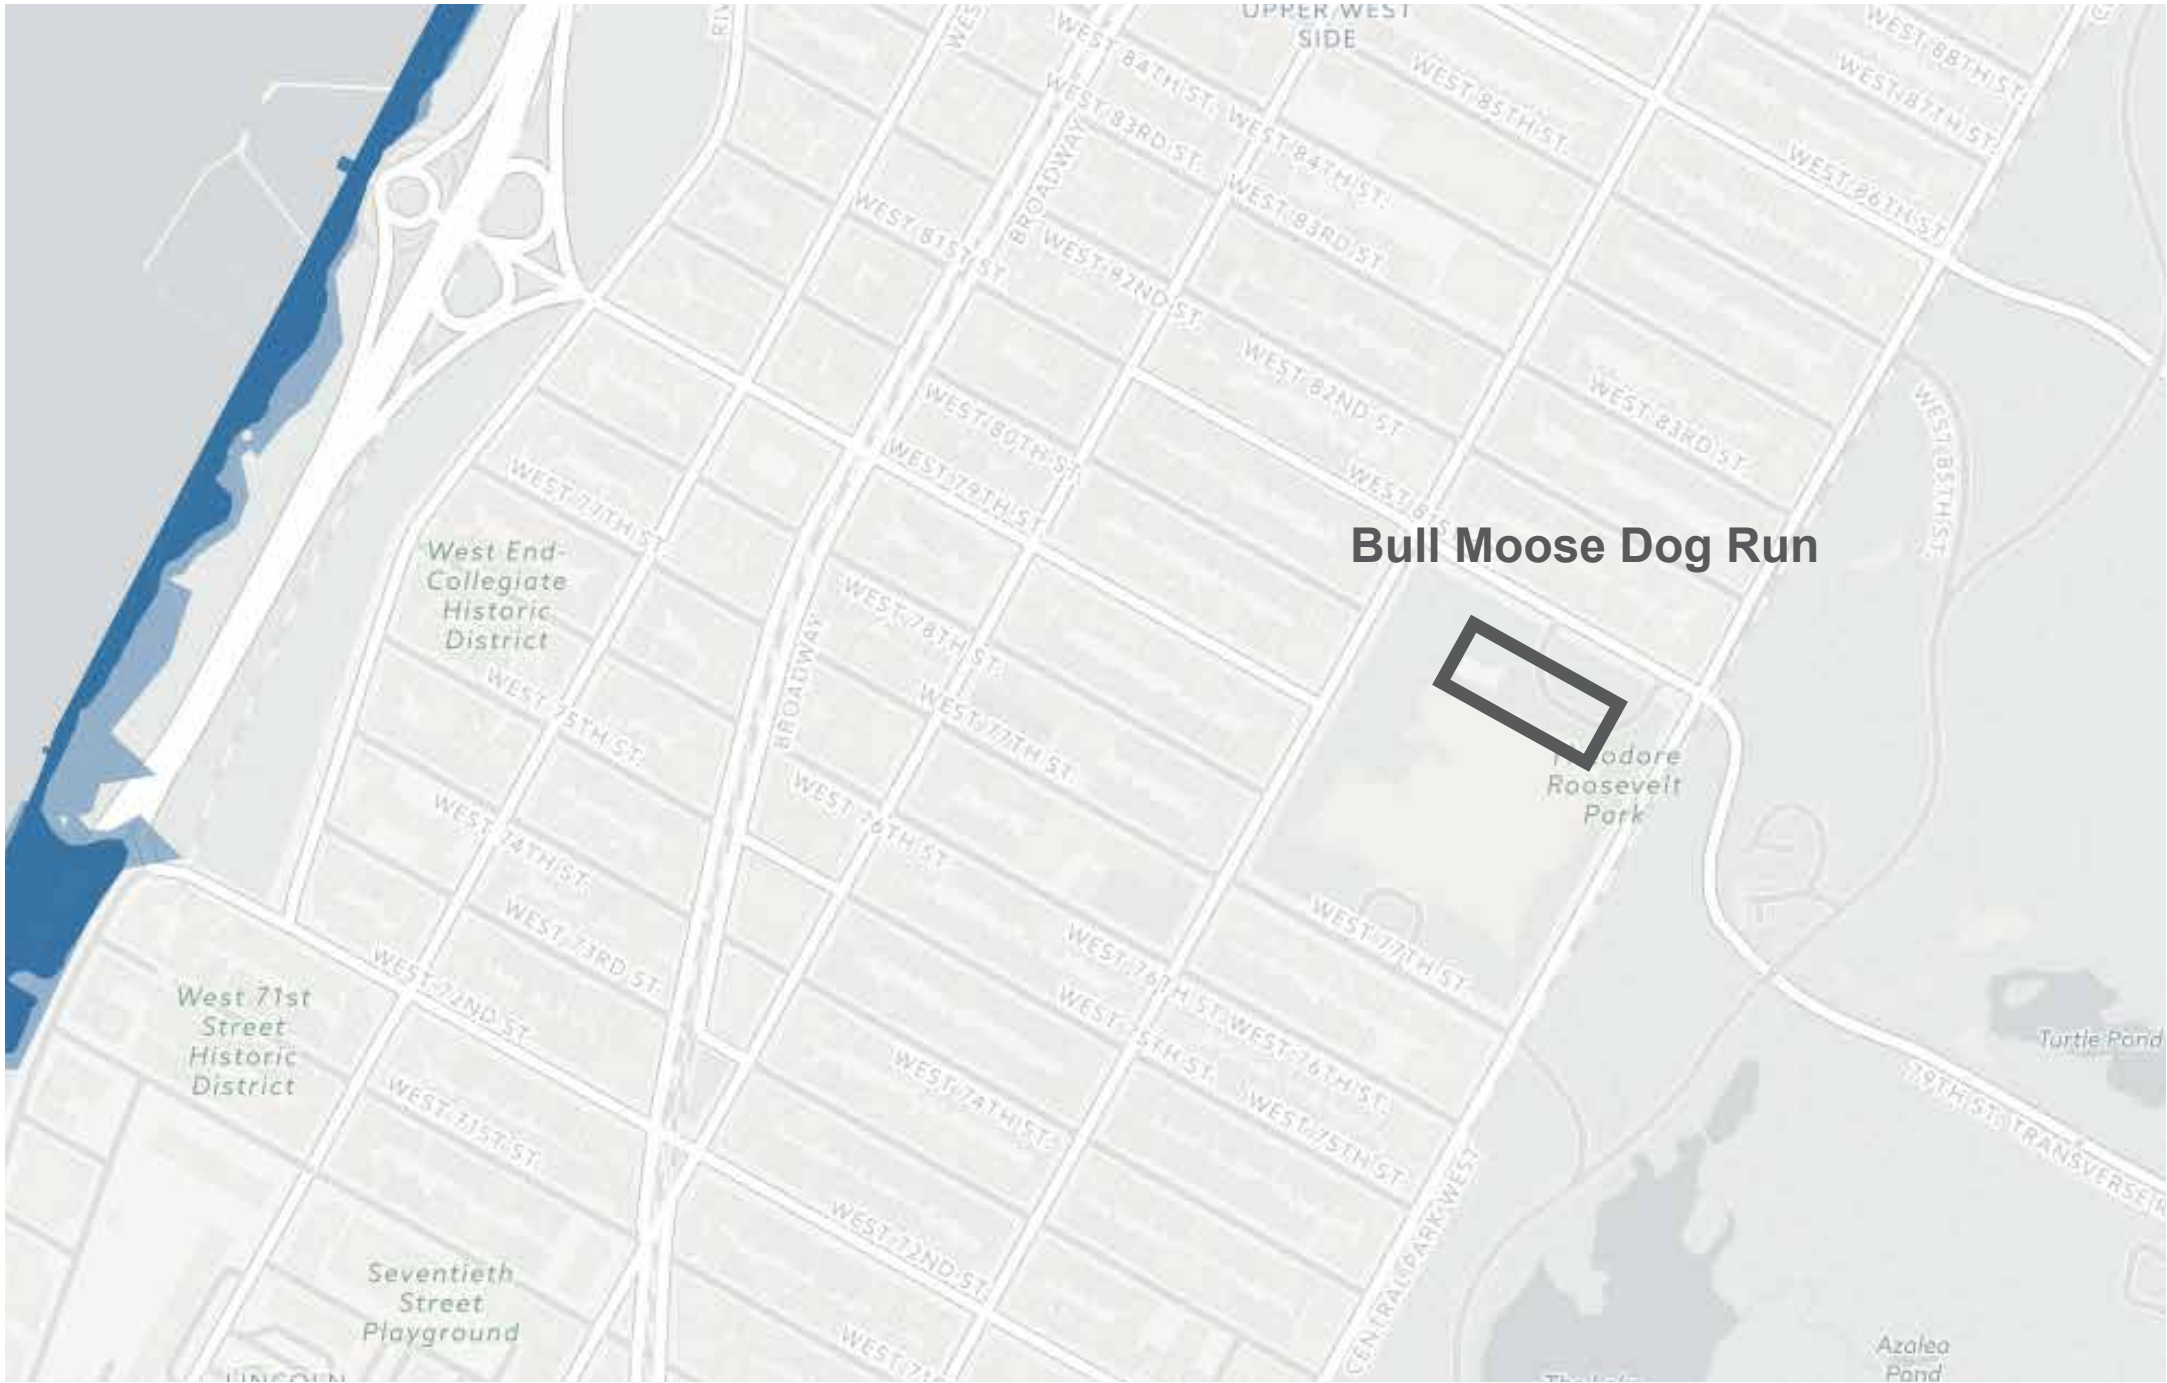 UPPER WEST
SIDE
WEST 88TH ST.
WEST 87TH ST.
WEST 84TH ST.
WEST 85TH ST.
WEST 83RD ST.
WEST 84TH ST.
WEST 86TH ST
BROADWAY
WEST 83RD ST.
WEST 81ST ST.
WEST 82ND ST.
WEST 82ND ST
WEST 83RD ST
WEST 85TH ST.
WEST 80TH ST.
WEST 79TH ST
WEST 77TH ST
Bull Moose Dog Run
West End-
Collegiate
Historic
District
WEST 78TH ST.
BROADWAY
WEST 77TH ST.
WEST 75TH ST.
Roosevelt
Park
WEST 76TH ST
WEST 74TH ST.
WEST 77TH ST.
WEST 73RD ST.
WEST 76TH ST.
WEST 76TH ST.
WEST 72ND ST.
West 71st
Street
Historic
District
WEST 75TH ST.
WEST 75TH ST
Turtle Pond
WEST 74TH ST.
79TH ST. TRANSVERSE
WEST 71ST ST.
CENTRAL PARK WEST
WEST 72ND ST.
Seventieth
Street
Playground
Azalea
Pond
LINCOLN